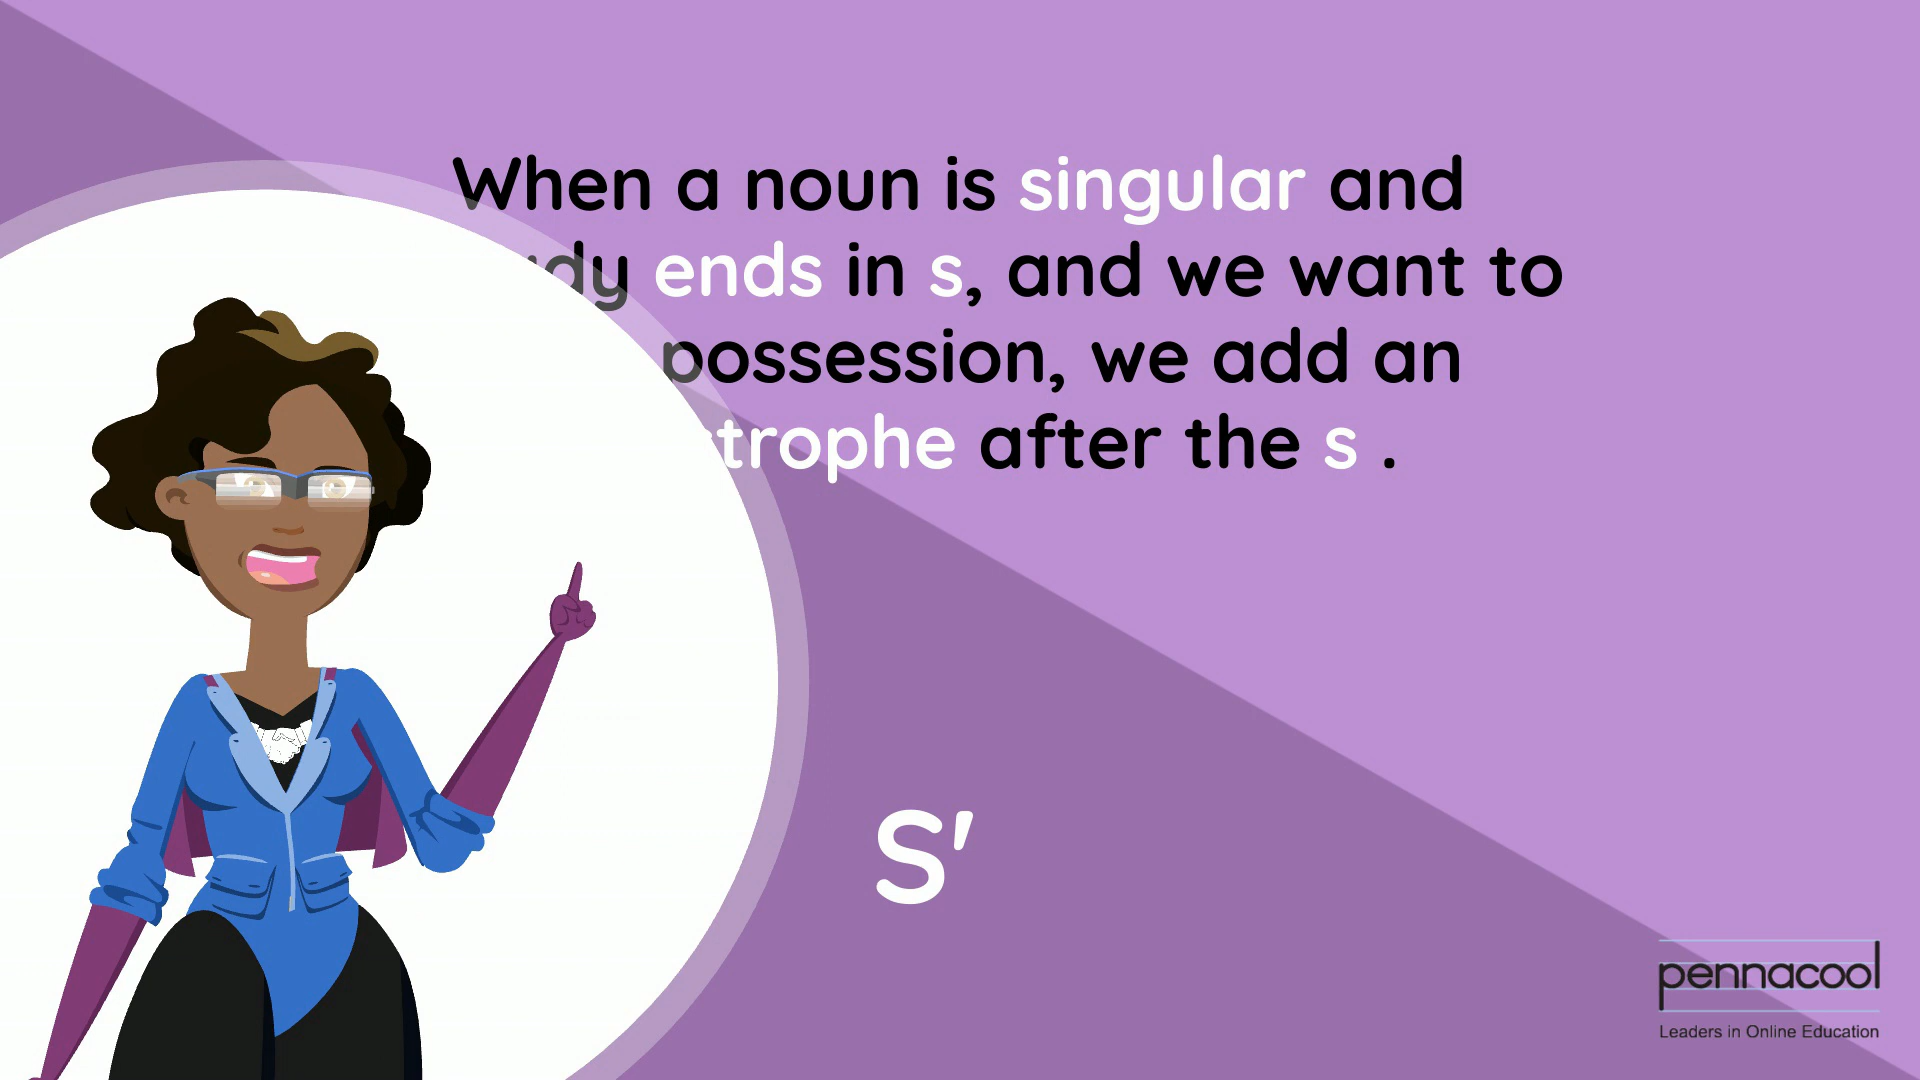 When a noun is singular and
ends in s, and we want to
possession, we add an
after the s .
S'
pennacool
Leaders in Online Education